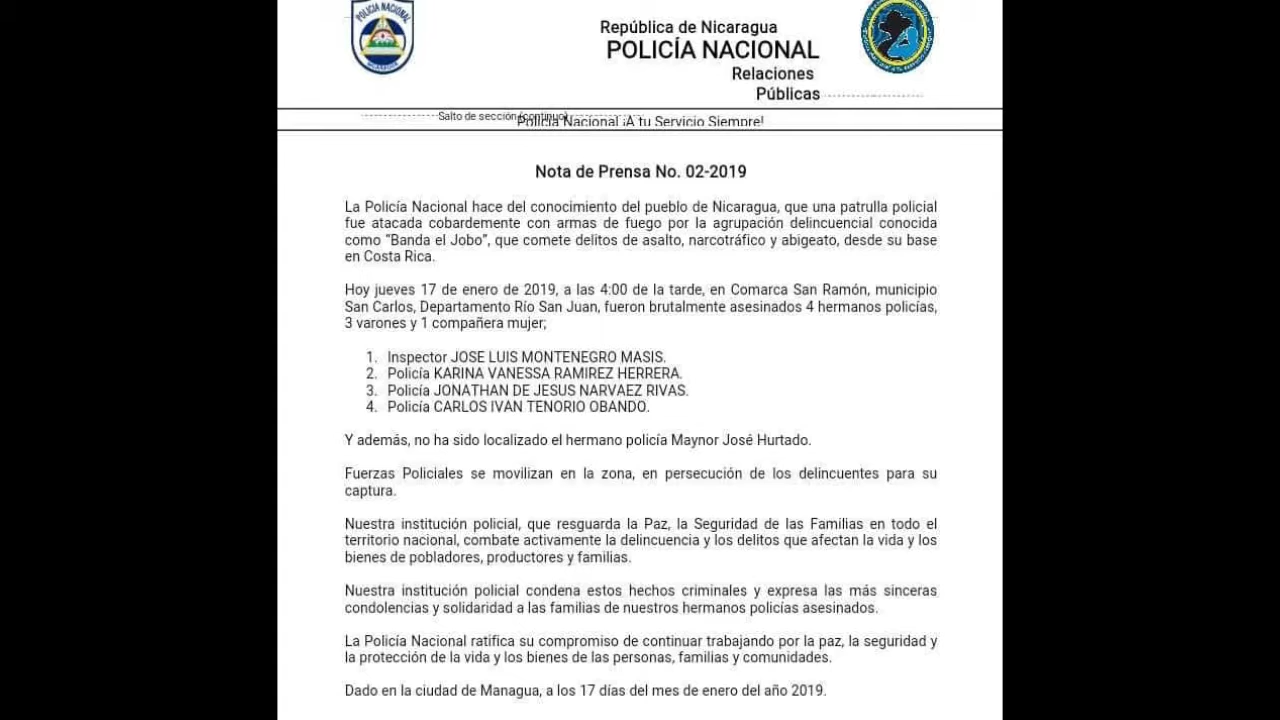 POLICIA NACIONAL
NICARAGUA
República de Nicaragua
POLICÍA NACIONAL
Relaciones
Públicas
Salto de sección (continuo)
Policía Nacional ¡A tu Servicio Siempre!
Nota de Prensa No. 02-2019
La Policía Nacional hace del conocimiento del pueblo de Nicaragua, que una patrulla policial
fue atacada cobardemente con armas de fuego por la agrupación delincuencial conocida
como “Banda el Jobo”, que comete delitos de asalto, narcotráfico y abigeato, desde su base
en Costa Rica.
Hoy jueves 17 de enero de 2019, a las 4:00 de la tarde, en Comarca San Ramón, municipio
San Carlos, Departamento Río San Juan, fueron brutalmente asesinados 4 hermanos policías,
3 varones y 1 compañera mujer;
1. Inspector JOSE LUIS MONTENEGRO MASIS.
2. Policía KARINA VANESSA RAMIREZ HERRERA.
3. Policía JONATHAN DE JESUS NARVAEZ RIVAS.
4. Policía CARLOS IVAN TENORIO OBANDO.
Y además, no ha sido localizado el hermano policía Maynor José Hurtado.
Fuerzas Policiales se movilizan en la zona, en persecución de los delincuentes para su
captura.
Nuestra institución policial, que resguarda la Paz, la Seguridad de las Familias en todo el
territorio nacional, combate activamente la delincuencia y los delitos que afectan la vida y los
bienes de pobladores, productores y familias.
Nuestra institución policial condena estos hechos criminales y expresa las más sinceras
condolencias y solidaridad a las familias de nuestros hermanos policías asesinados.
La Policía Nacional ratifica su compromiso de continuar trabajando por la paz, la seguridad y
la protección de la vida y los bienes de las personas, familias y comunidades.
Dado en la ciudad de Managua, a los 17 días del mes de enero del año 2019.